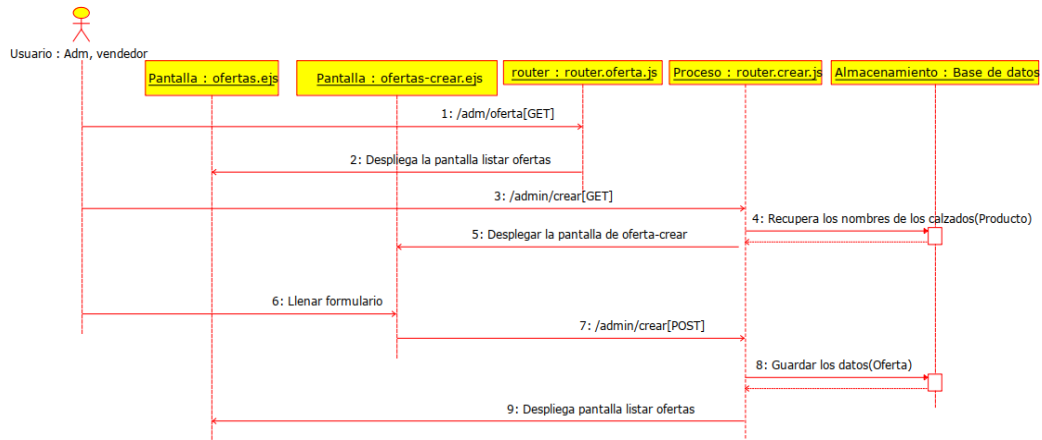 Usuario : Adm, vendedor
Pantalla : ofertas.ejs
Pantalla : ofertas-crear.ejs
router : router.oferta.js
Proceso : router.crear.js
Almacenamiento : Base de datos
1: /adm/oferta[GET]
2: Despliega la pantalla listar ofertas
3: /admin/crear[GET]
4: Recupera los nombres de los calzados(Producto)
5: Desplegar la pantalla de oferta-crear
6: Llenar formulario
7: /admin/crear[POST]
8: Guardar los datos(Oferta)
9: Despliega pantalla listar ofertas